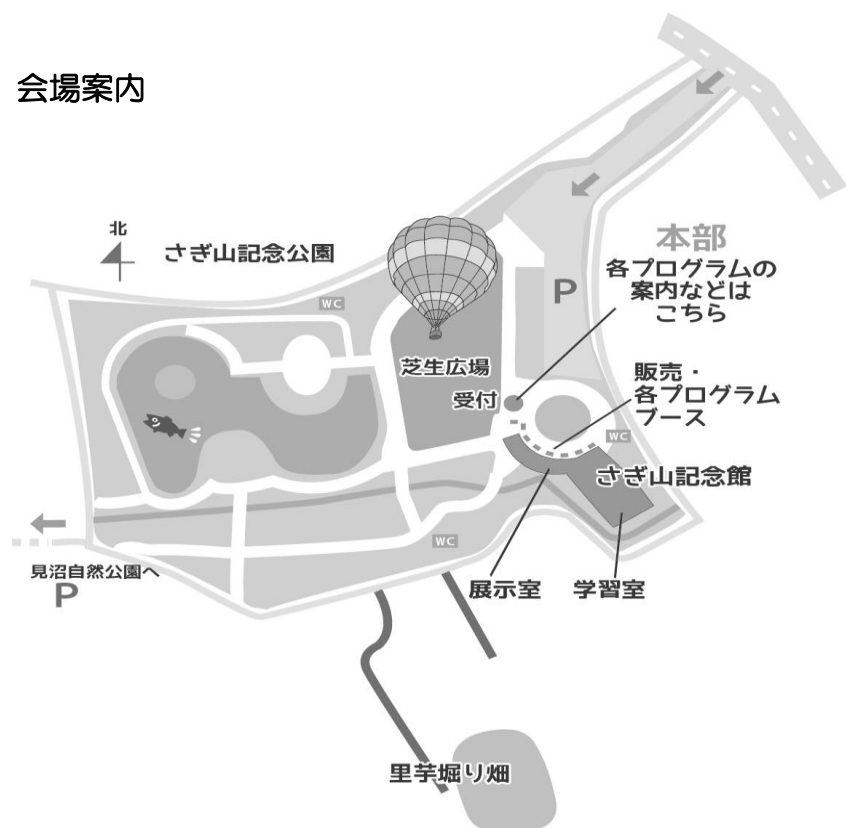 会場案内
北
さぎ山記念公園
WC
本部
各プログラムの
案内などは
こちら
P
芝生広場
受付
販売・
各プログラム
ブース
WC
さぎ山記念館
WC
見沼自然公園へ
P
展示室
学習室
里芋堀り畑